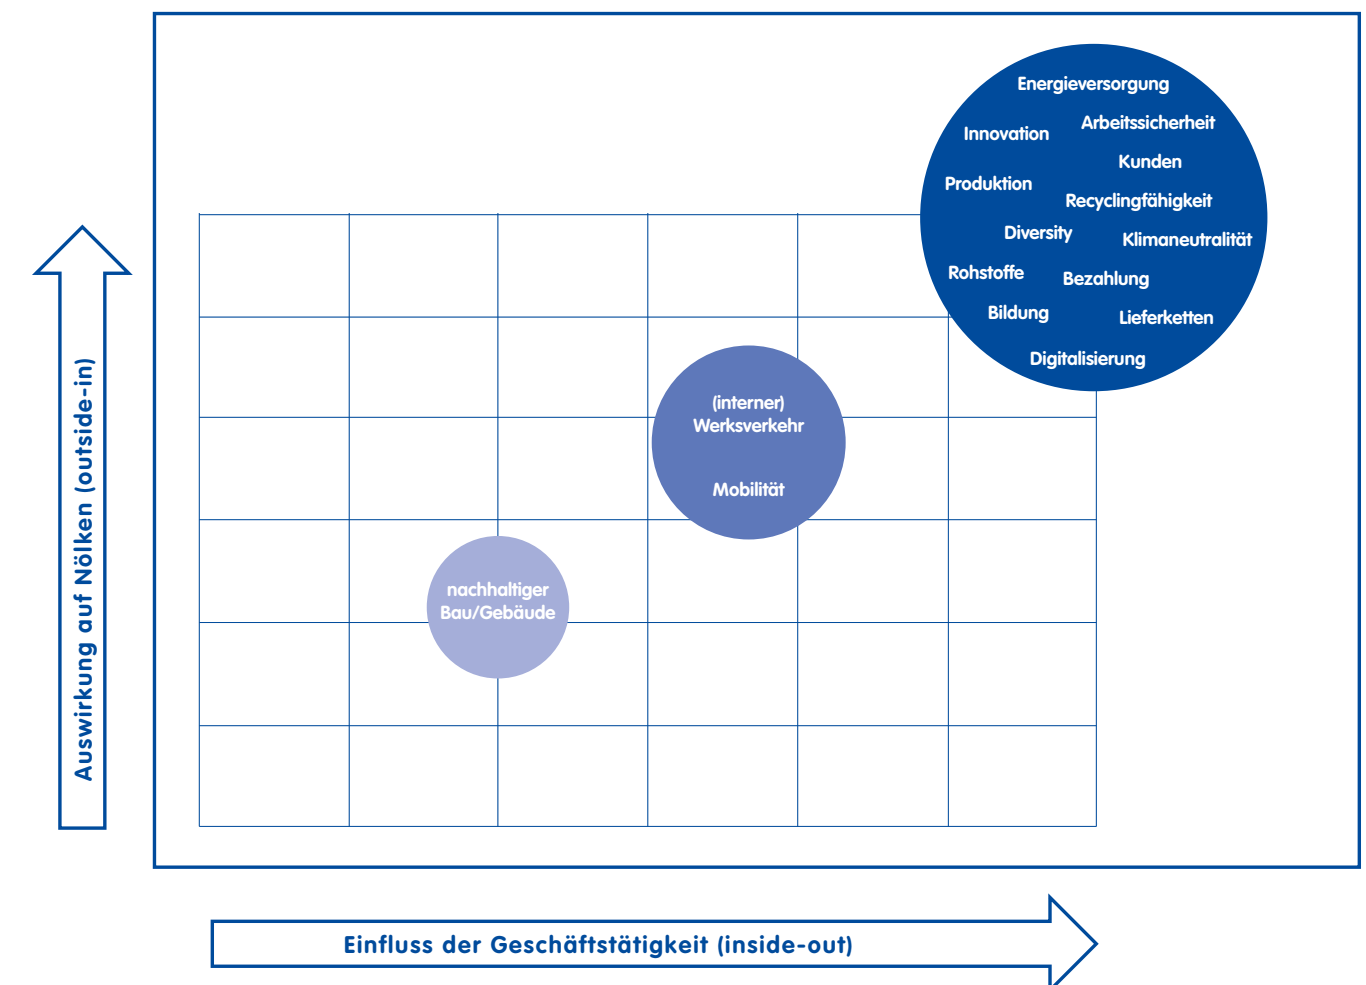 Energieversorgung
Arbeitssicherheit
Innovation
Kunden
Produktion
Recyclingfähigkeit
Diversity
Klimaneutralität
Rohstoffe
Bezahlung
Bildung
Lieferketten
Digitalisierung
(interner)
Werksverkehr
Mobilität
nachhaltiger
Bau/Gebäude
Auswirkung auf Nölken (outside-in)
Einfluss der Geschäftstätigkeit (inside-out)